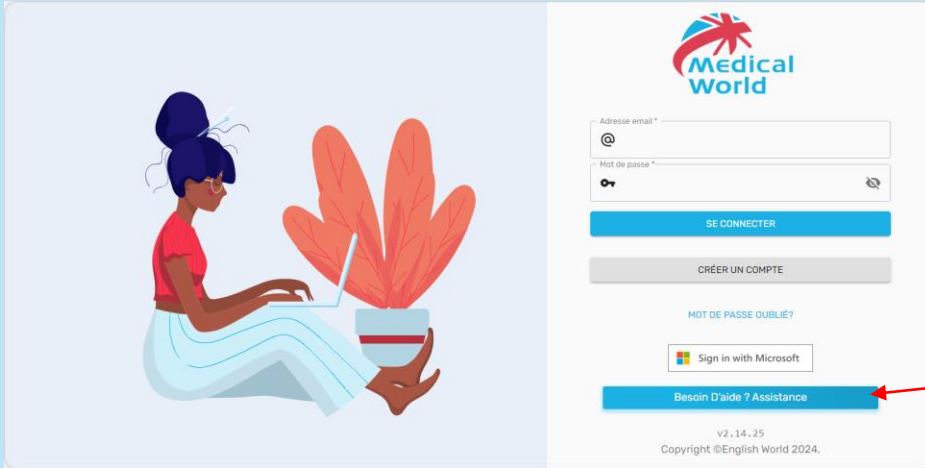 Medical
World
Adresse email *
@
Mot de passe *
SE CONNECTER
CRÉER UN COMPTE
MOT DE PASSE OUBLIÉ?
Sign in with Microsoft
Besoin D'aide ? Assistance
v2.14.25
Copyright ©English World 2024.